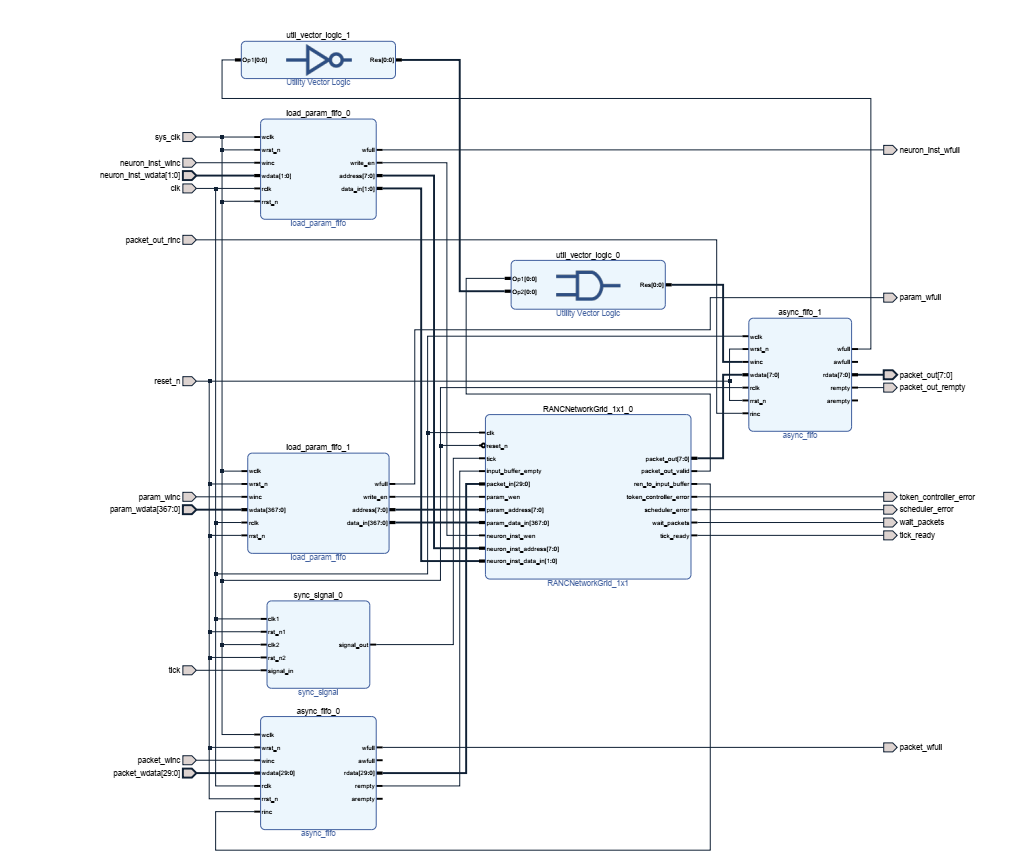 util_vector_logic_1
Op1[0:0]
Res[0:0]
Utility Vector Logic
load_param_fifo_0
sys_clk
wclk
wrst_n
wfull
neuron_inst_wfull
neuron_inst_winc
winc
write_en
neuron_inst_wdata[1:0]
wdata[1:0]
address[7:0]
clk
rclk
data_in[1:0]
rrst_n
load_param_fifo
packet_out_rinc
util_vector_logic_0
Op1[0:0]
Op2[0:0]
Res[0:0]
Utility Vector Logic
param_wfull
async_fifo_1
wclk
wrst_n
wfull
winc
awfull
wdata[7:0]
rdata[7:0]
packet_out[7:0]
reset_n
rclk
rempty
packet_out_rempty
rrst_n
arempty
rinc
async_fifo
RANCNetworkGrid_1x1_0
clk
reset_n
tick
packet_out[7:0]
input_buffer_empty
packet_out_valid
packet_in[29:0]
ren_to_input_buffer
param_wen
token_controller_error
token_controller_error
param_address[7:0]
scheduler_error
scheduler_error
param_data_in[367:0]
wait_packets
wait_packets
neuron_inst_wen
tick_ready
tick_ready
neuron_inst_address[7:0]
neuron_inst_data_in[1:0]
RANCNetworkGrid_1x1
load_param_fifo_1
wclk
wrst_n
wfull
param_winc
winc
write_en
param_wdata[367:0]
wdata[367:0]
address[7:0]
rclk
data_in[367:0]
rrst_n
load_param_fifo
sync_signal_0
clk1
rst_n1
clk2
signal_out
rst_n2
tick
signal_in
sync_signal
async_fifo_0
wclk
wrst_n
wfull
packet_wfull
packet_winc
winc
awfull
packet_wdata[29:0]
wdata[29:0]
rdata[29:0]
rclk
rempty
rrst_n
arempty
rinc
async_fifo